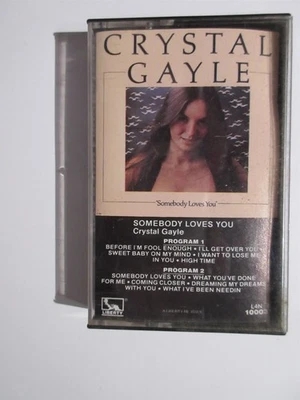 CRYSTAL
GAYLE
'Somebody Loves You'
SOMEBODY LOVES YOU
Crystal Gayle
PROGRAM 1
BEFORE I'M FOOL ENOUGH • I'LL GET OVER YOU •
SWEET BABY ON MY MIND • I WANT TO LOSE ME
IN YOU • HIGH TIME
PROGRAM 2
SOMEBODY LOVES YOU • WHAT YOU'VE DONE
FOR ME • COMING CLOSER • DREAMING MY DREAMS
WITH YOU • WHAT I'VE BEEN NEEDIN'
LIBERTY
L4N
1000